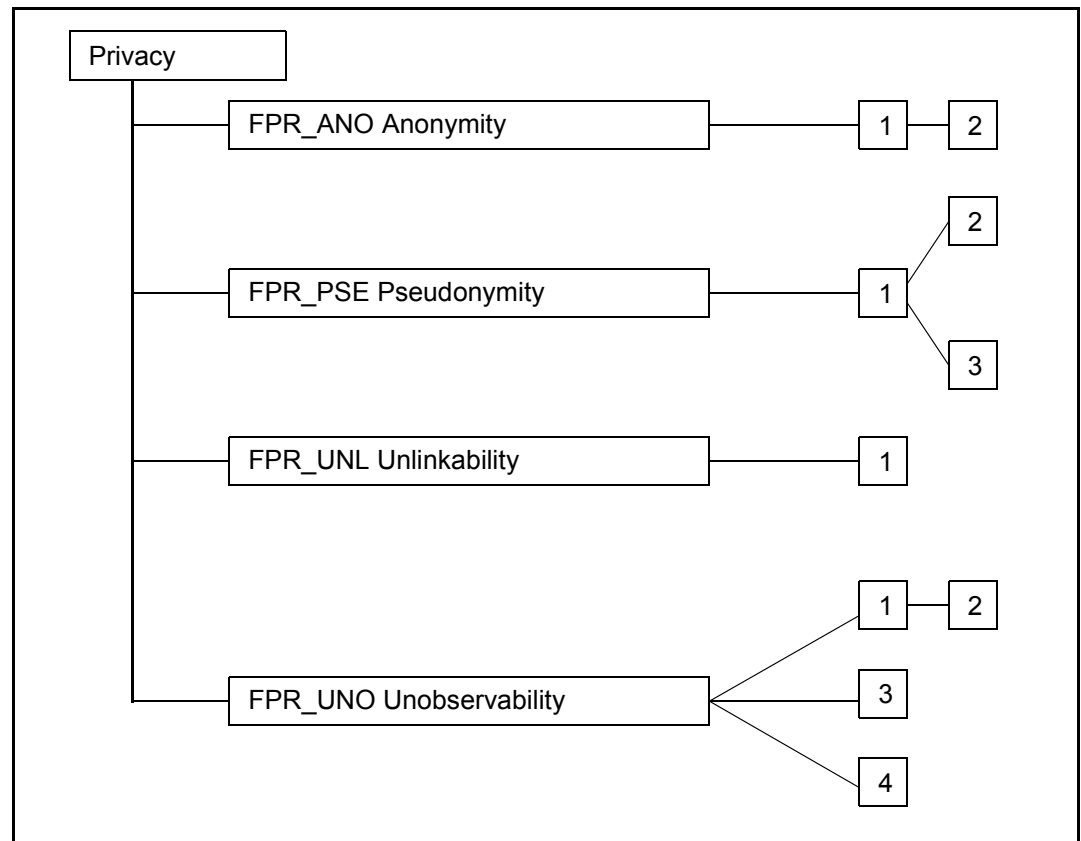 Privacy
FPR_ANO Anonymity 1 2
2
FPR_PSE Pseudonymity 1
3
FPR_UNL Unlinkability 1
1 2
FPR_UNO Unobservability 3
4